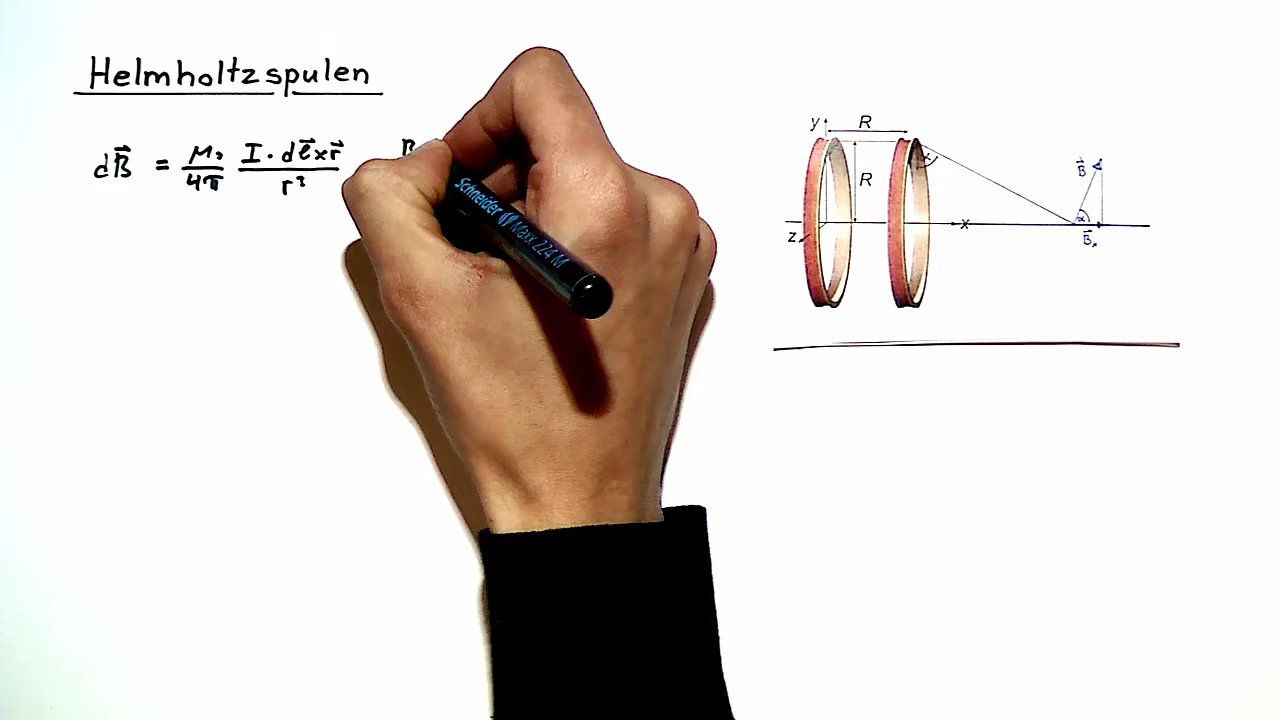 Helmholtzspulen
dB⃗ = μ₀/4π I · dl⃗ × r⃗ / r³ B
Schneider Maxx 224 M
y R
R
α
B⃗
α
x
z
B⃗ₓ